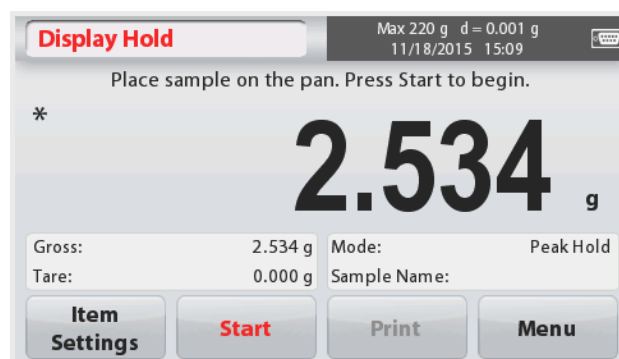 Display Hold
Max 220 g d = 0.001 g
11/18/2015 15:09
Place sample on the pan. Press Start to begin.
*
2.534 g
Gross: 2.534 g
Tare: 0.000 g
Mode: Peak Hold
Sample Name:
Item
Settings
Start
Print
Menu